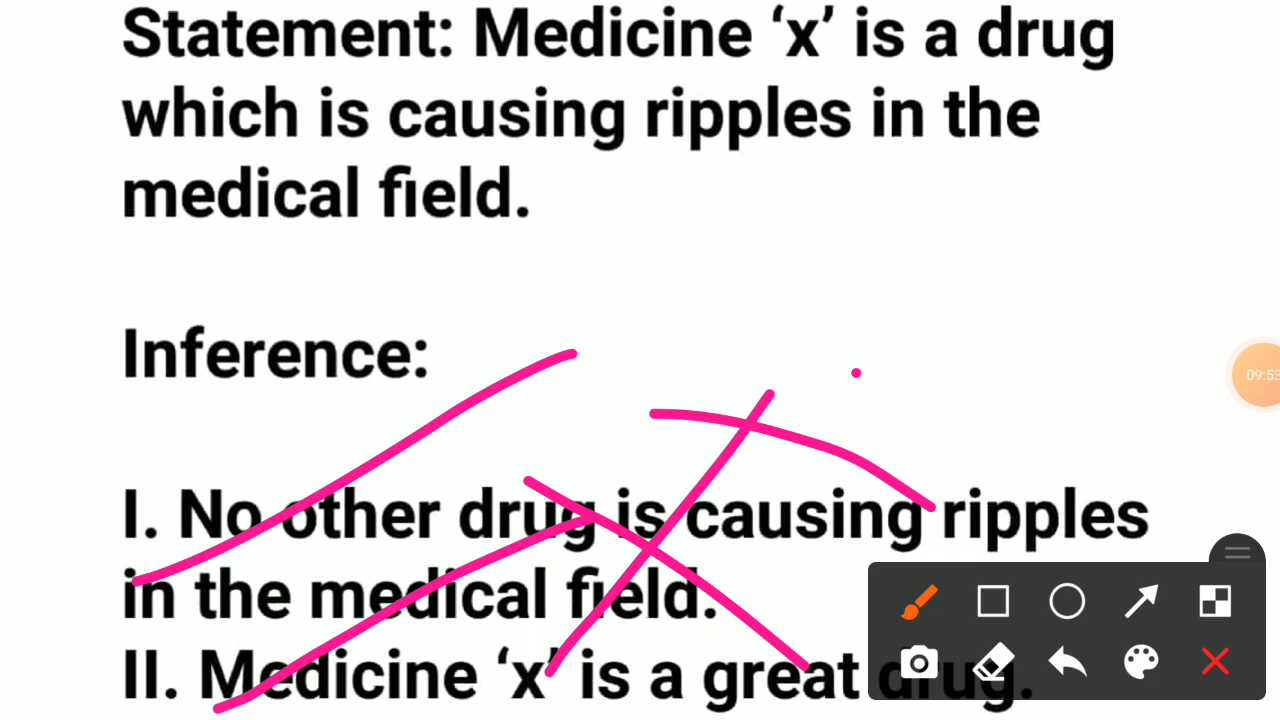 Statement: Medicine ‘x’ is a drug
which is causing ripples in the
medical field.
Inference:
I. No other drug is causing ripples
in the medical field.
II. Medicine ‘x’ is a great drug.
09:53